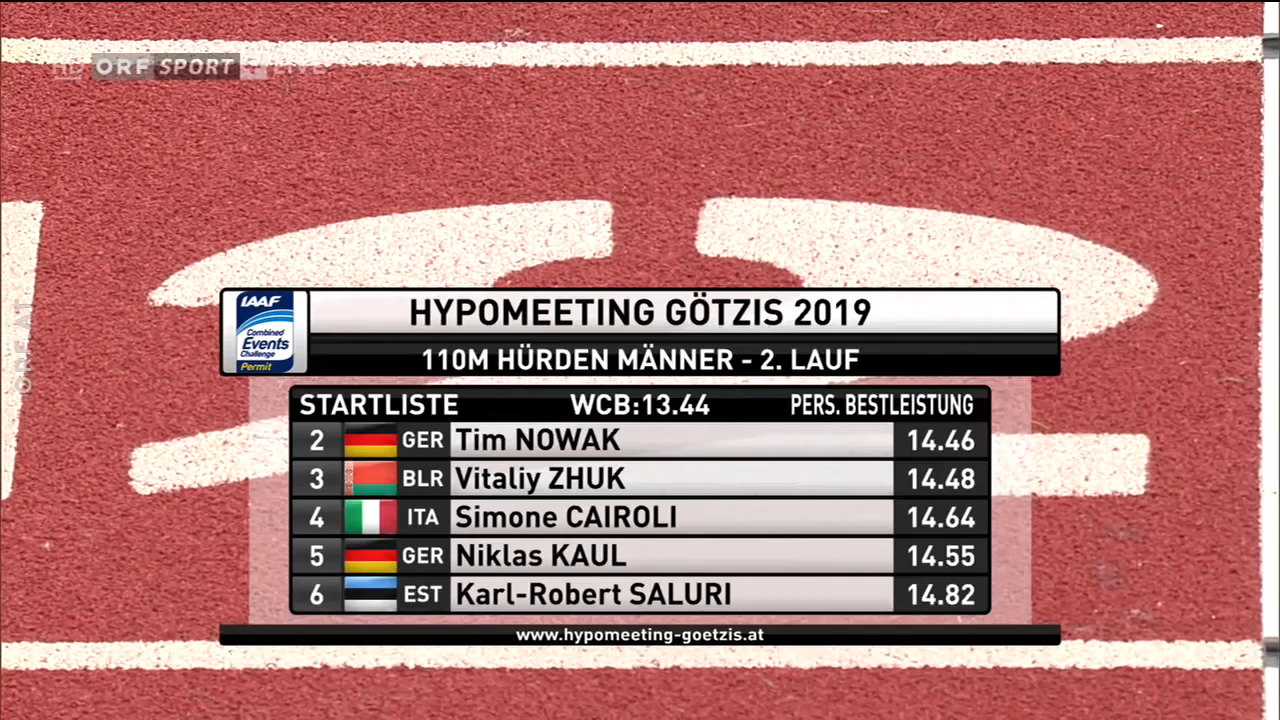 HD ORF SPORT + LIVE
IAAF
Combined
Events
Challenge
Permit
HYPOMEETING GÖTZIS 2019
110M HÜRDEN MÄNNER - 2. LAUF
STARTLISTE WCB:13.44 PERS. BESTLEISTUNG
2 GER Tim NOWAK 14.46
3 BLR Vitaliy ZHUK 14.48
4 ITA Simone CAIROLI 14.64
5 GER Niklas KAUL 14.55
6 EST Karl-Robert SALURI 14.82
www.hypomeeting-goetzis.at
ORF.AT